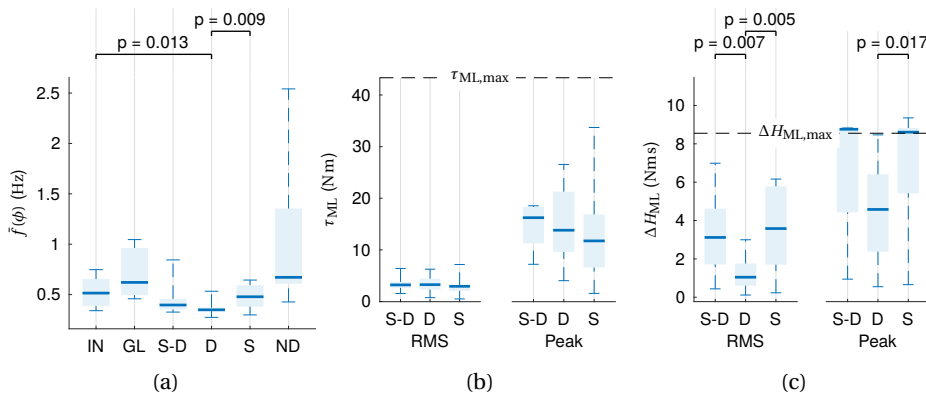 p = 0.009
p = 0.013
2.5
2
1.5
1
0.5
f̄(ϕ) (Hz)
IN GL S-D D S ND
(a)
τML,max
40
30
20
10
0
τML (Nm)
S-D D S S-D D S
RMS Peak
(b)
p = 0.005
p = 0.007 p = 0.017
ΔHML,max
10
8
6
4
2
0
ΔHML (Nms)
S-D D S S-D D S
RMS Peak
(c)